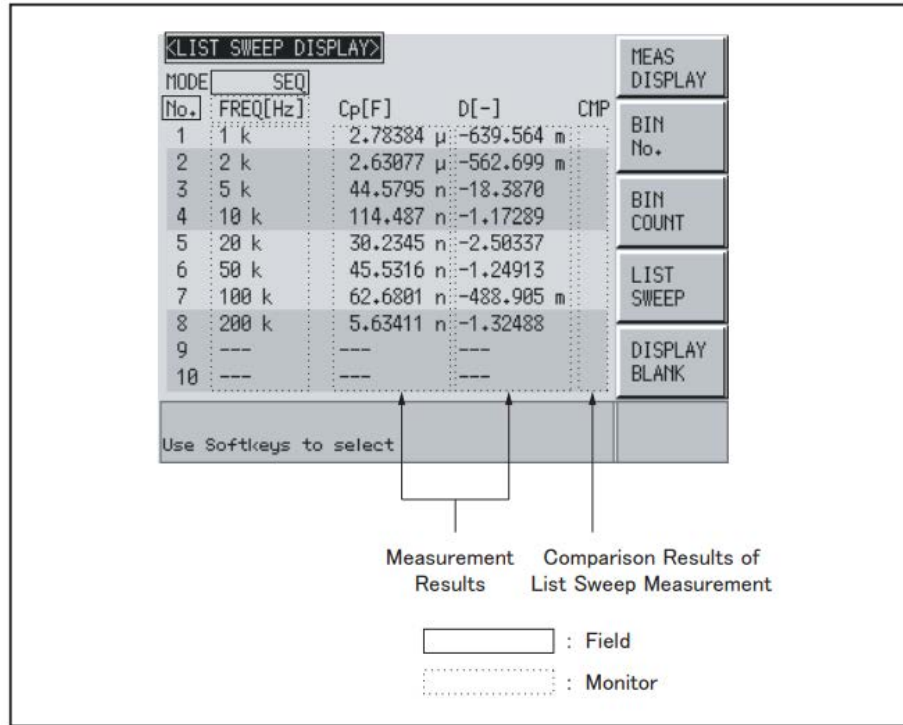 <LIST SWEEP DISPLAY>
MODE SEQ
No. FREQ[Hz] Cp[F] D[-] CMP
1 1 k 2.78384 μ -639.564 m
2 2 k 2.63077 μ -562.699 m
3 5 k 44.5795 n -18.3870
4 10 k 114.487 n -1.17289
5 20 k 30.2345 n -2.50337
6 50 k 45.5316 n -1.24913
7 100 k 62.6801 n -488.905 m
8 200 k 5.63411 n -1.32488
9 --- --- ---
10 --- --- ---
MEAS
DISPLAY
BIN
No.
BIN
COUNT
LIST
SWEEP
DISPLAY
BLANK
Use Softkeys to select
Measurement
Results
Comparison Results of
List Sweep Measurement
: Field
: Monitor